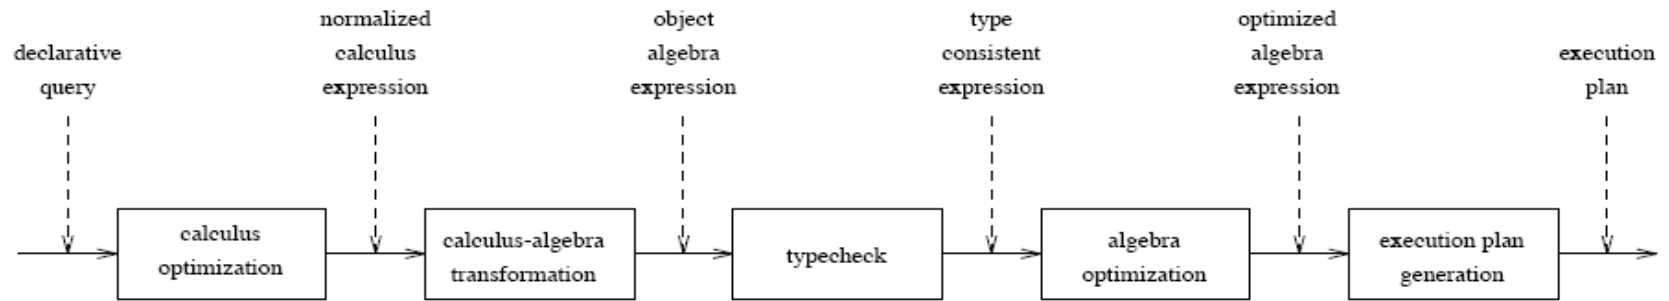 declarative
query
normalized
calculus
expression
object
algebra
expression
type
consistent
expression
optimized
algebra
expression
execution
plan
calculus
optimization
calculus-algebra
transformation
typecheck
algebra
optimization
execution plan
generation